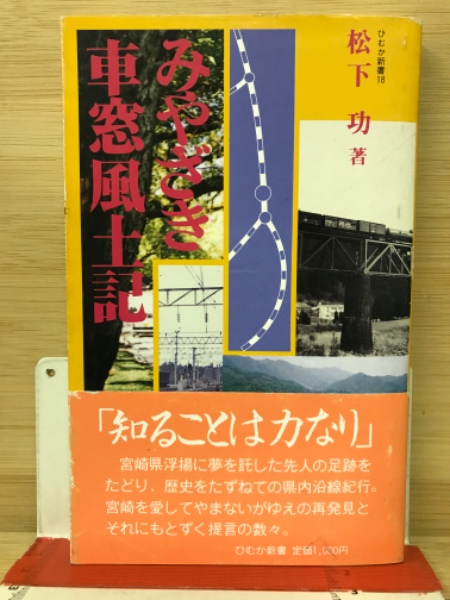 ひむか新書18
松下 功 著
みやざき
車窓風土記
「知ることは力なり」
宮崎県浮揚に夢を託した先人の足跡を
たどり、歴史をたずねての県内沿線紀行。
宮崎を愛してやまないがゆえの再発見と
それにもとずく提言の数々。
ひむか新書 定価1,000円